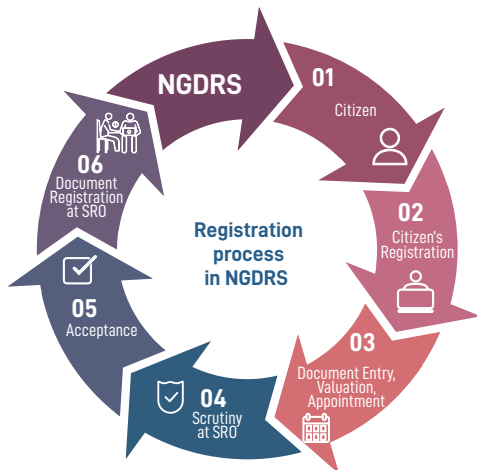 NGDRS
01
Citizen
02
Citizen's
Registration
03
Document Entry,
Valuation,
Appointment
04
Scrutiny
at SRO
05
Acceptance
06
Document
Registration
at SRO
Registration
process
in NGDRS